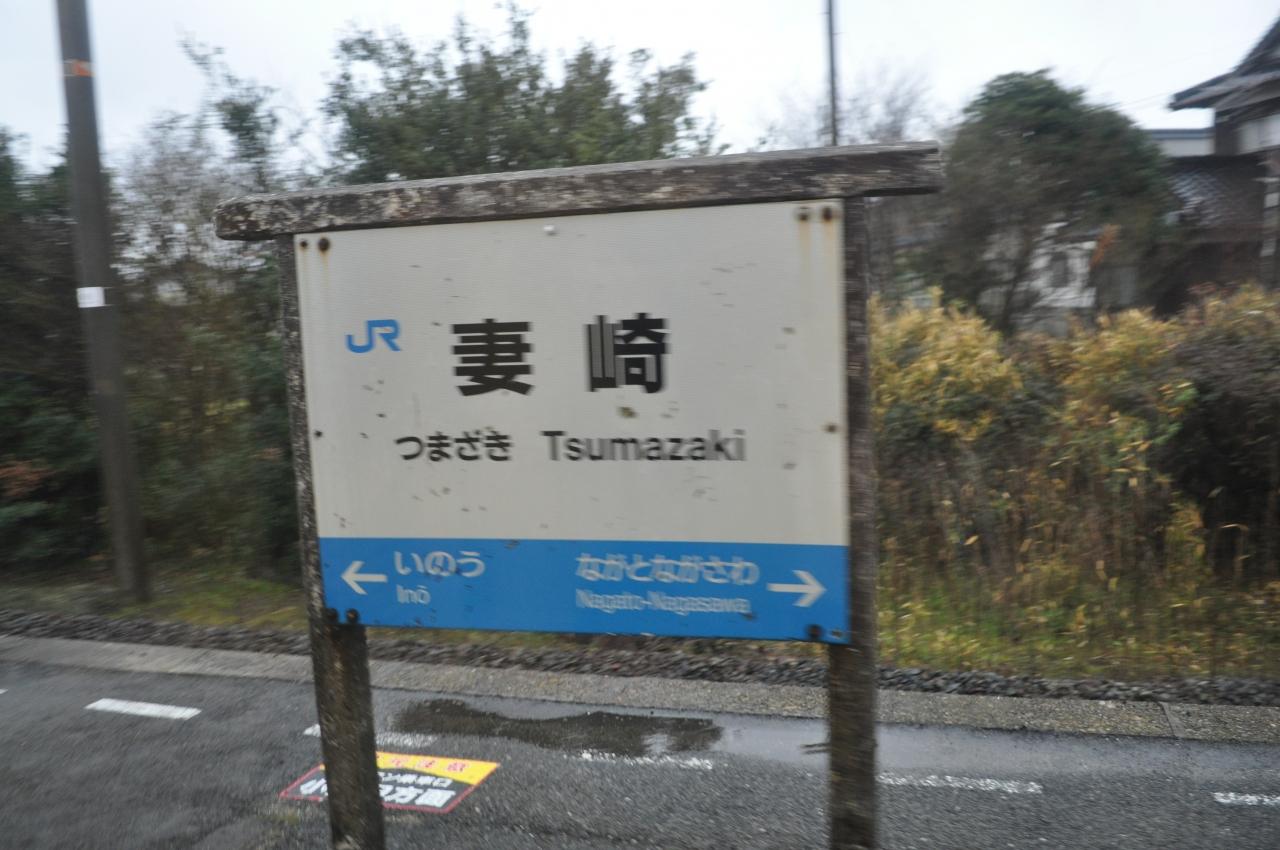 JR 妻崎
つまざき Tsumazaki
← いのう ながとながさわ →
Inō Nagato-Nagasawa